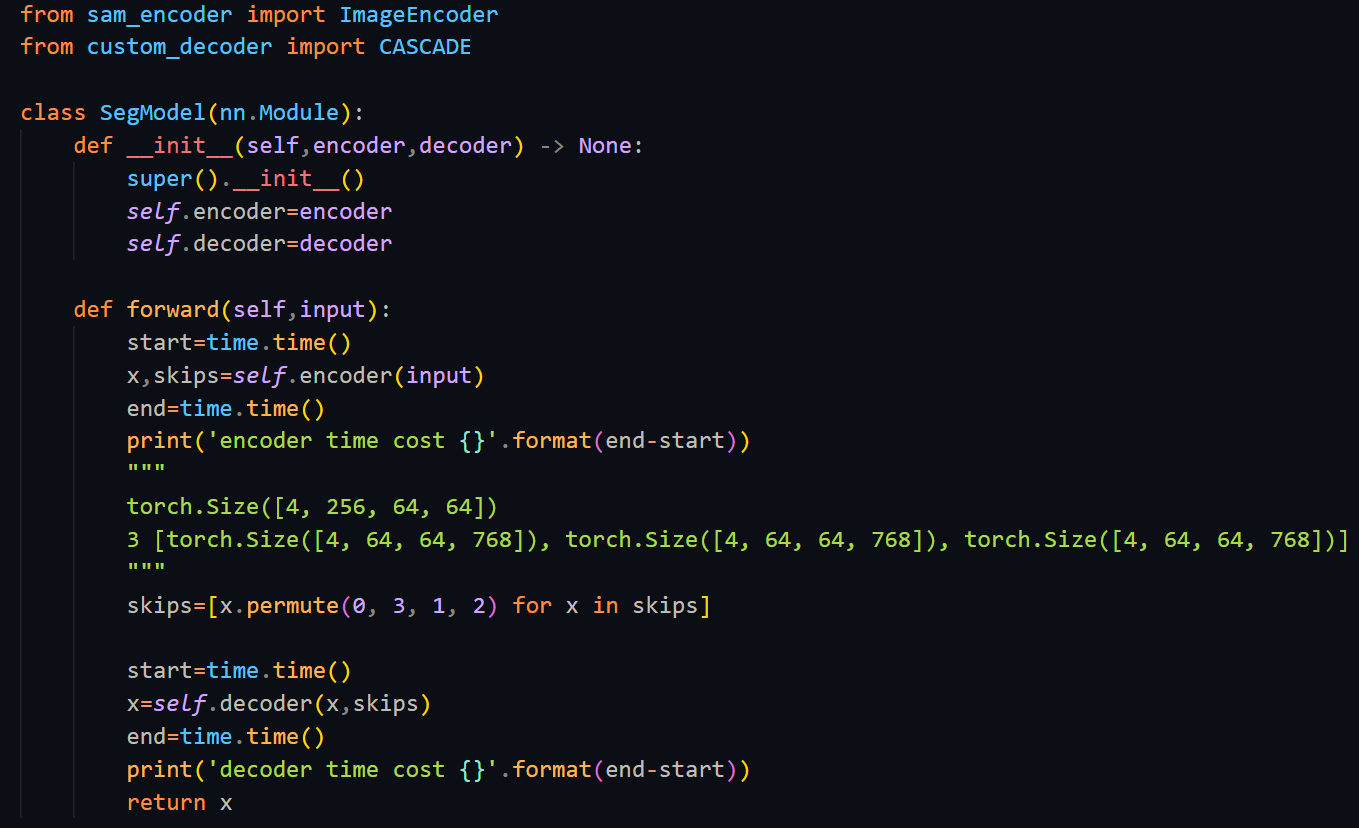 from sam_encoder import ImageEncoder
from custom_decoder import CASCADE

class SegModel(nn.Module):
    def __init__(self,encoder,decoder) -> None:
        super().__init__()
        self.encoder=encoder
        self.decoder=decoder

    def forward(self,input):
        start=time.time()
        x,skips=self.encoder(input)
        end=time.time()
        print('encoder time cost {}'.format(end-start))
        """
        torch.Size([4, 256, 64, 64])
        3 [torch.Size([4, 64, 64, 768]), torch.Size([4, 64, 64, 768]), torch.Size([4, 64, 64, 768])]
        """
        skips=[x.permute(0, 3, 1, 2) for x in skips]

        start=time.time()
        x=self.decoder(x,skips)
        end=time.time()
        print('decoder time cost {}'.format(end-start))
        return x